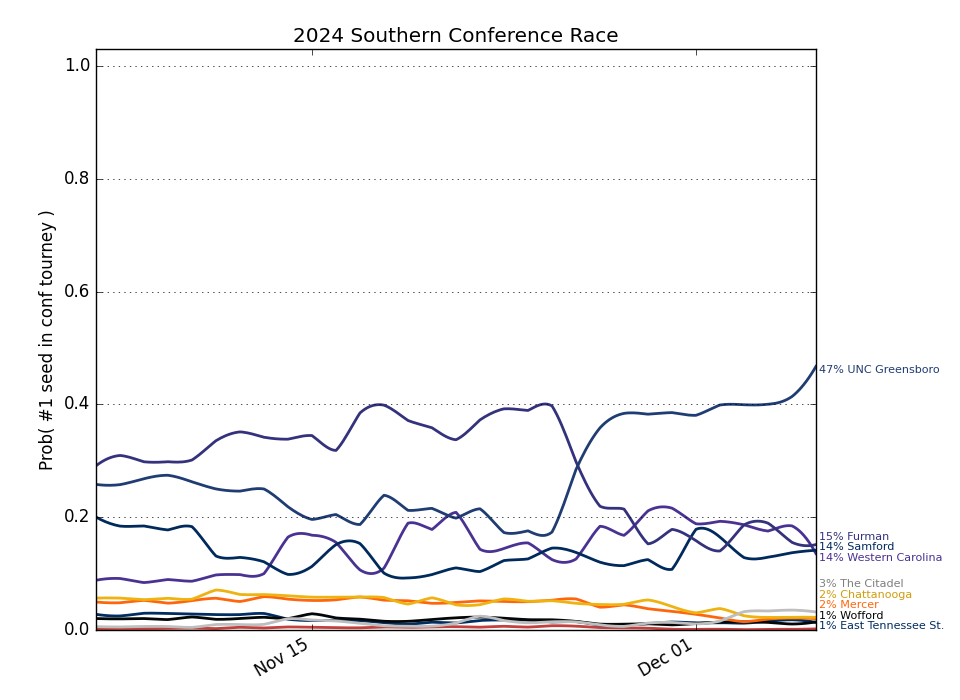 2024 Southern Conference Race
Prob( #1 seed in conf tourney )
1.0
0.8
0.6
0.4
0.2
0.0
Nov 15
Dec 01
47% UNC Greensboro
15% Furman
14% Samford
14% Western Carolina
3% The Citadel
2% Chattanooga
2% Mercer
1% Wofford
1% East Tennessee St.